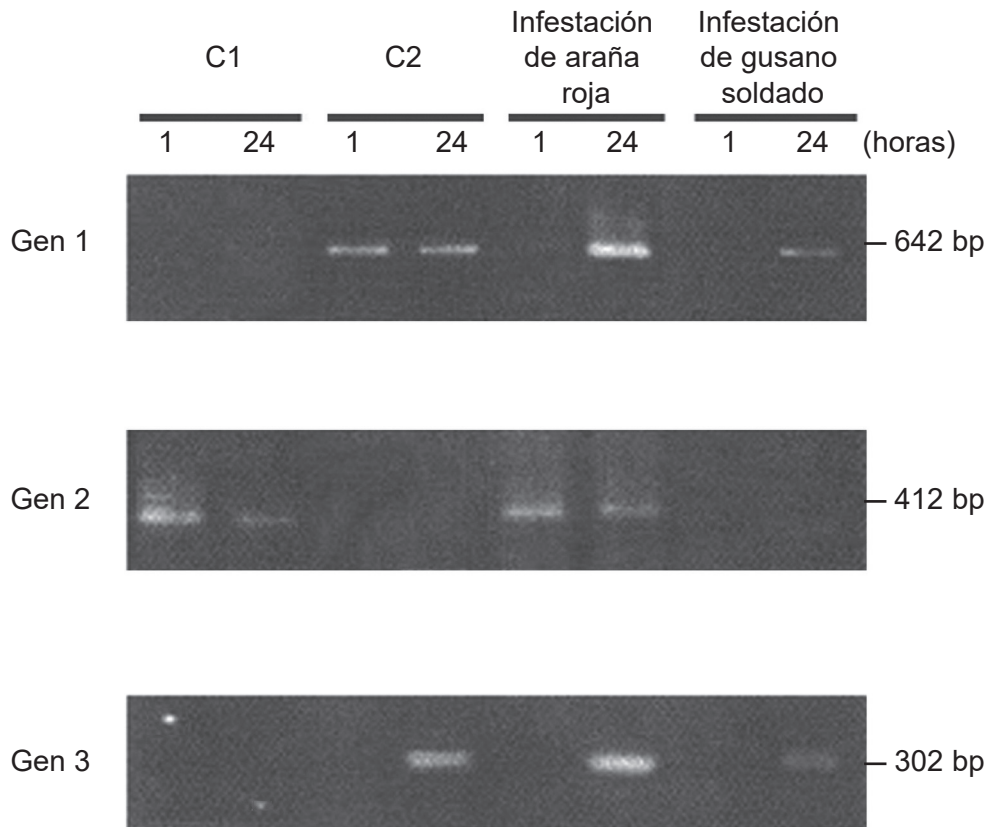 C1
C2
Infestación
de araña
roja
Infestación
de gusano
soldado
1 24 1 24 1 24 1 24 (horas)
Gen 1 642 bp
Gen 2 412 bp
Gen 3 302 bp